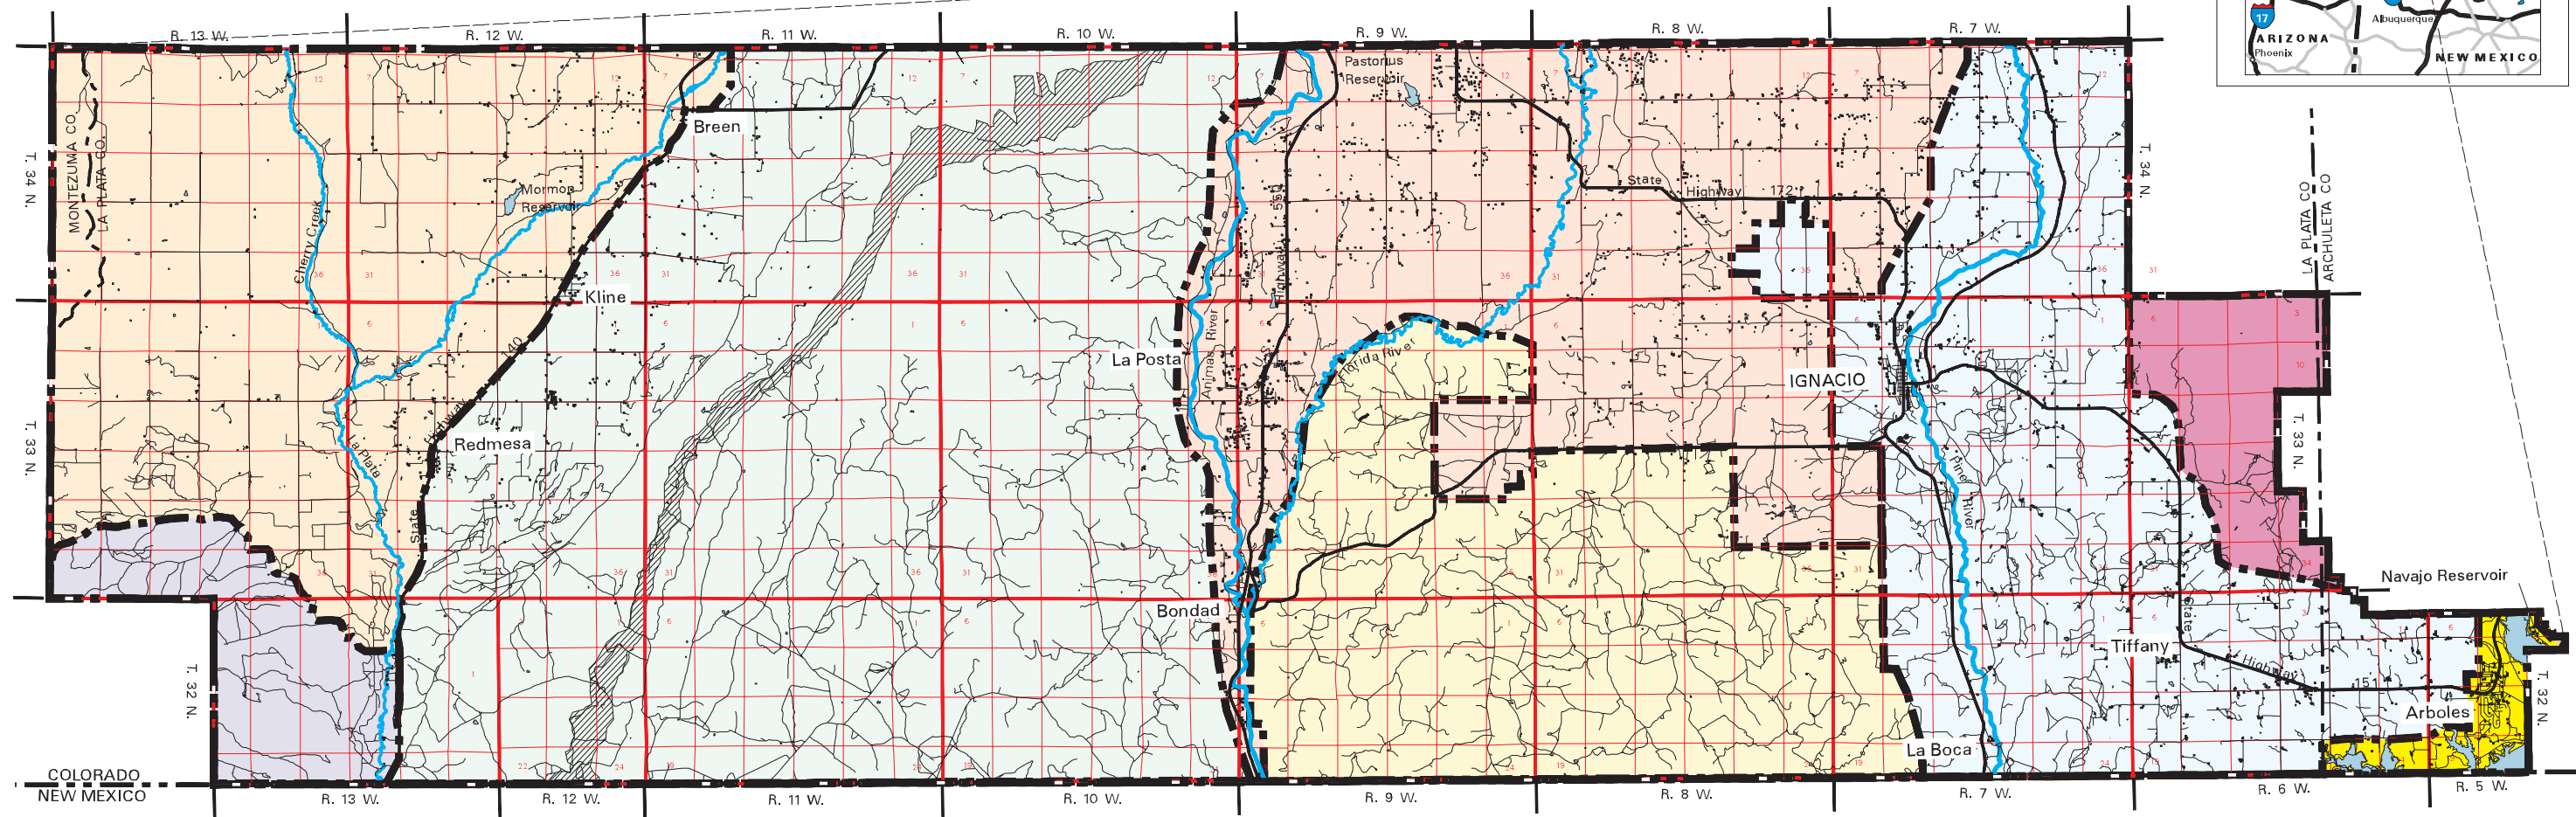 17
Albuquerque
ARIZONA
Phoenix
NEW MEXICO
R. 13 W.
R. 12 W.
R. 11 W.
R. 10 W.
R. 9 W.
R. 8 W.
R. 7 W.
Pastorius
Reservoir
Breen
MONTEZUMA CO
LA PLATA CO.
T. 34 N.
T. 34 N.
Mormon
Reservoir
State Highway 172
Cherry Creek
Highway 550
U.S.
LA PLATA CO
ARCHULETA CO
Kline
La Posta
Animas River
Florida River
IGNACIO
140
Highway
State
Redmesa
La Plata
T. 33 N.
T. 33 N.
Pine River
Navajo Reservoir
Bondad
Tiffany
State Highway 151
T. 32 N.
T. 32 N.
Arboles
La Boca
COLORADO
NEW MEXICO
R. 13 W.
R. 12 W.
R. 11 W.
R. 10 W.
R. 9 W.
R. 8 W.
R. 7 W.
R. 6 W.
R. 5 W.